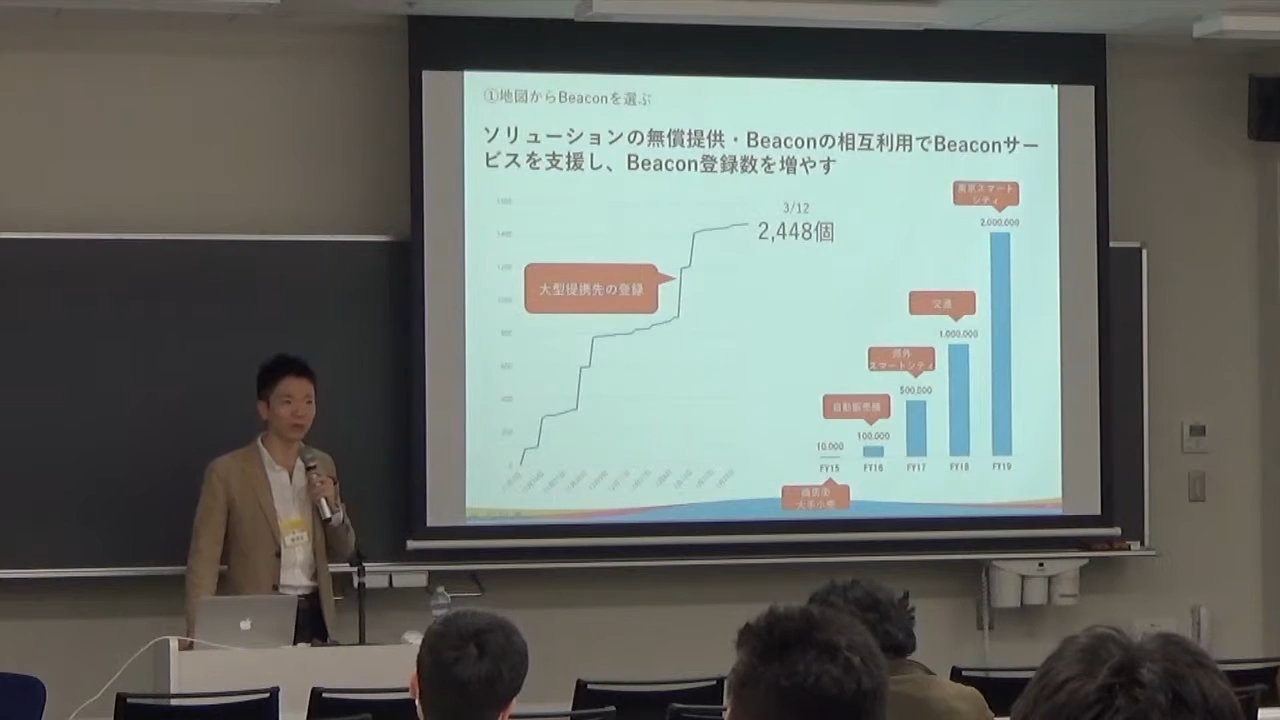 ①地図からBeaconを選ぶ
ソリューションの無償提供・Beaconの相互利用でBeaconサー
ビスを支援し、Beacon登録数を増やす
3/12
2,448個
大型提携先の登録
東京スマート
シティ
2,000,000
交通
1,000,000
郊外
スマートシティ
500,000
自動販売機
100,000
10,000
FY15
FY16
FY17
FY18
FY19
商店街
大手小売